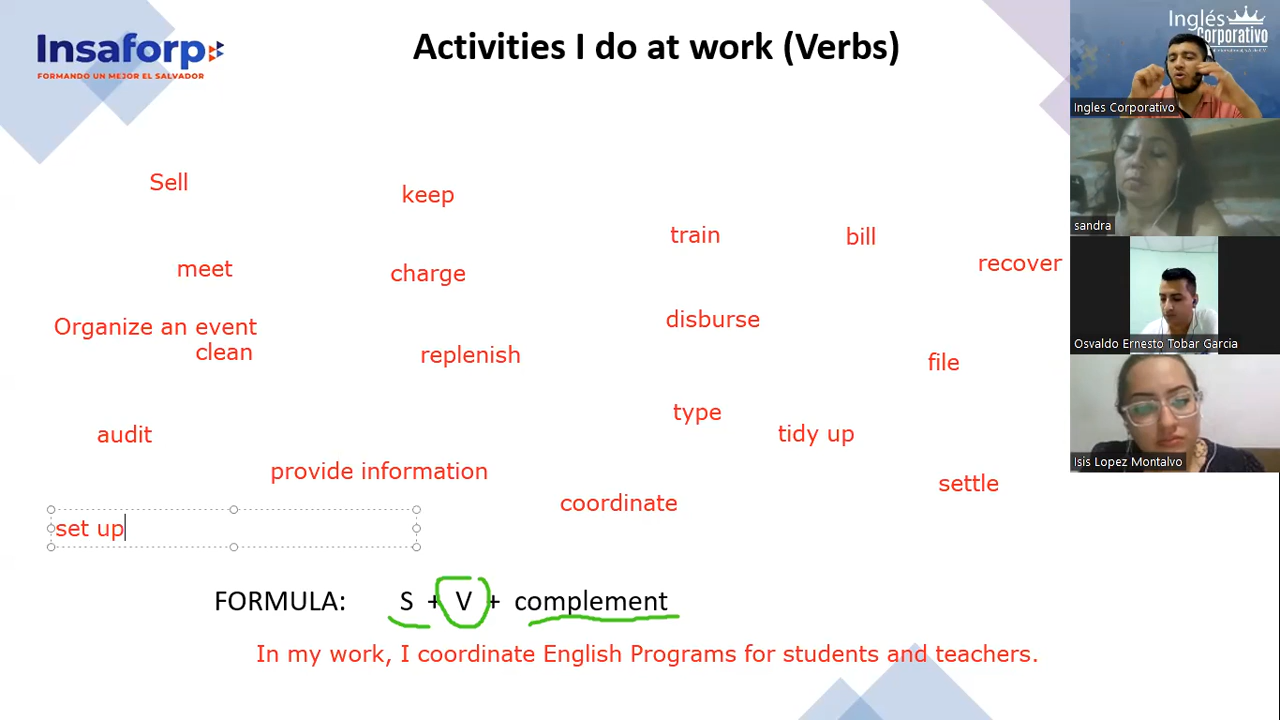 Insaforp
FORMANDO UN MEJOR EL SALVADOR
Activities I do at work (Verbs)
Inglés
Corporativo
Ingles Corporativo
sandra
Osvaldo Ernesto Tobar Garcia
Isis Lopez Montalvo
Sell
keep
train
bill
recover
meet
charge
Organize an event
disburse
clean
replenish
file
type
audit
tidy up
provide information
settle
coordinate
set up
FORMULA: S + V + complement
In my work, I coordinate English Programs for students and teachers.